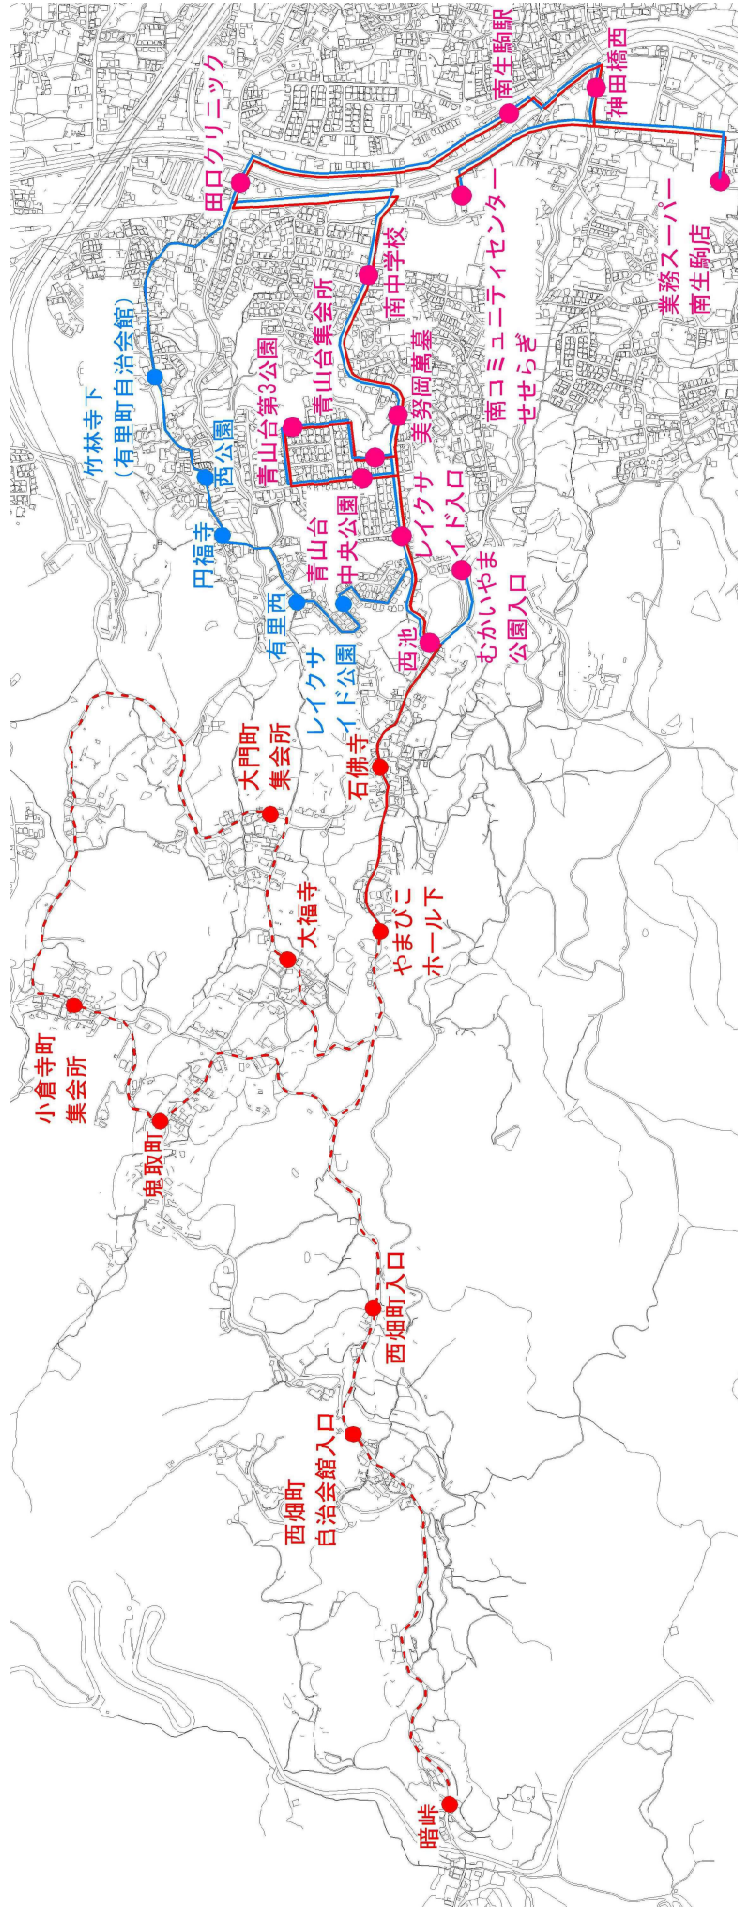 田口クリニック
南生駒駅
神田橋西
業務スーパー
南生駒店
南コミュニティセンター
せせらぎ
南中学校
美努岡萬墓
青山台集会所
青山台第3公園
青山台
中央公園
レイクサ
イド入口
むかいやま
公園入口
西池
竹林寺下
（有里町自治会館）
西公園
円福寺
有里西
レイクサ
イド公園
石佛寺
大門町
集会所
大福寺
やまびこ
ホール下
小倉寺町
集会所
鬼取町
西畑町入口
西畑町
自治会館入口
暗峠